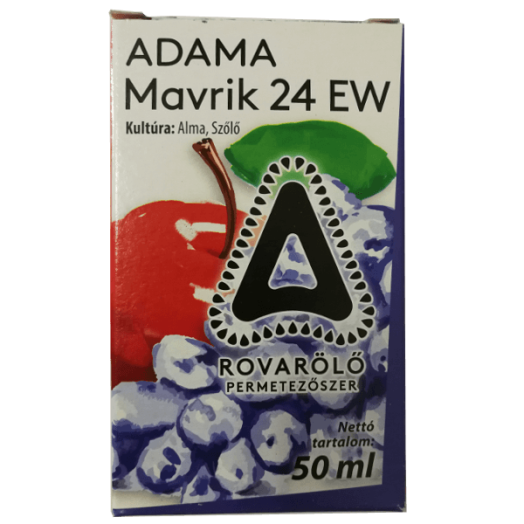 ADAMA
Mavrik 24 EW
Kultúra: Alma, Szőlő
ROVARÖLŐ
PERMETEZŐSZER
Nettó
tartalom:
50 ml